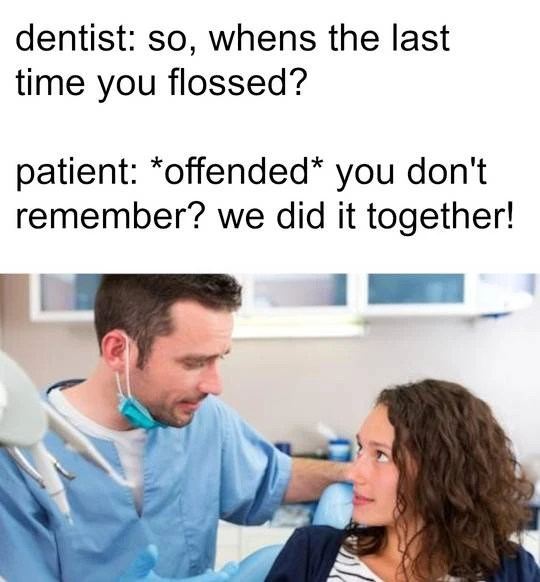 dentist: so, whens the last
time you flossed?
patient: *offended* you don't
remember? we did it together!